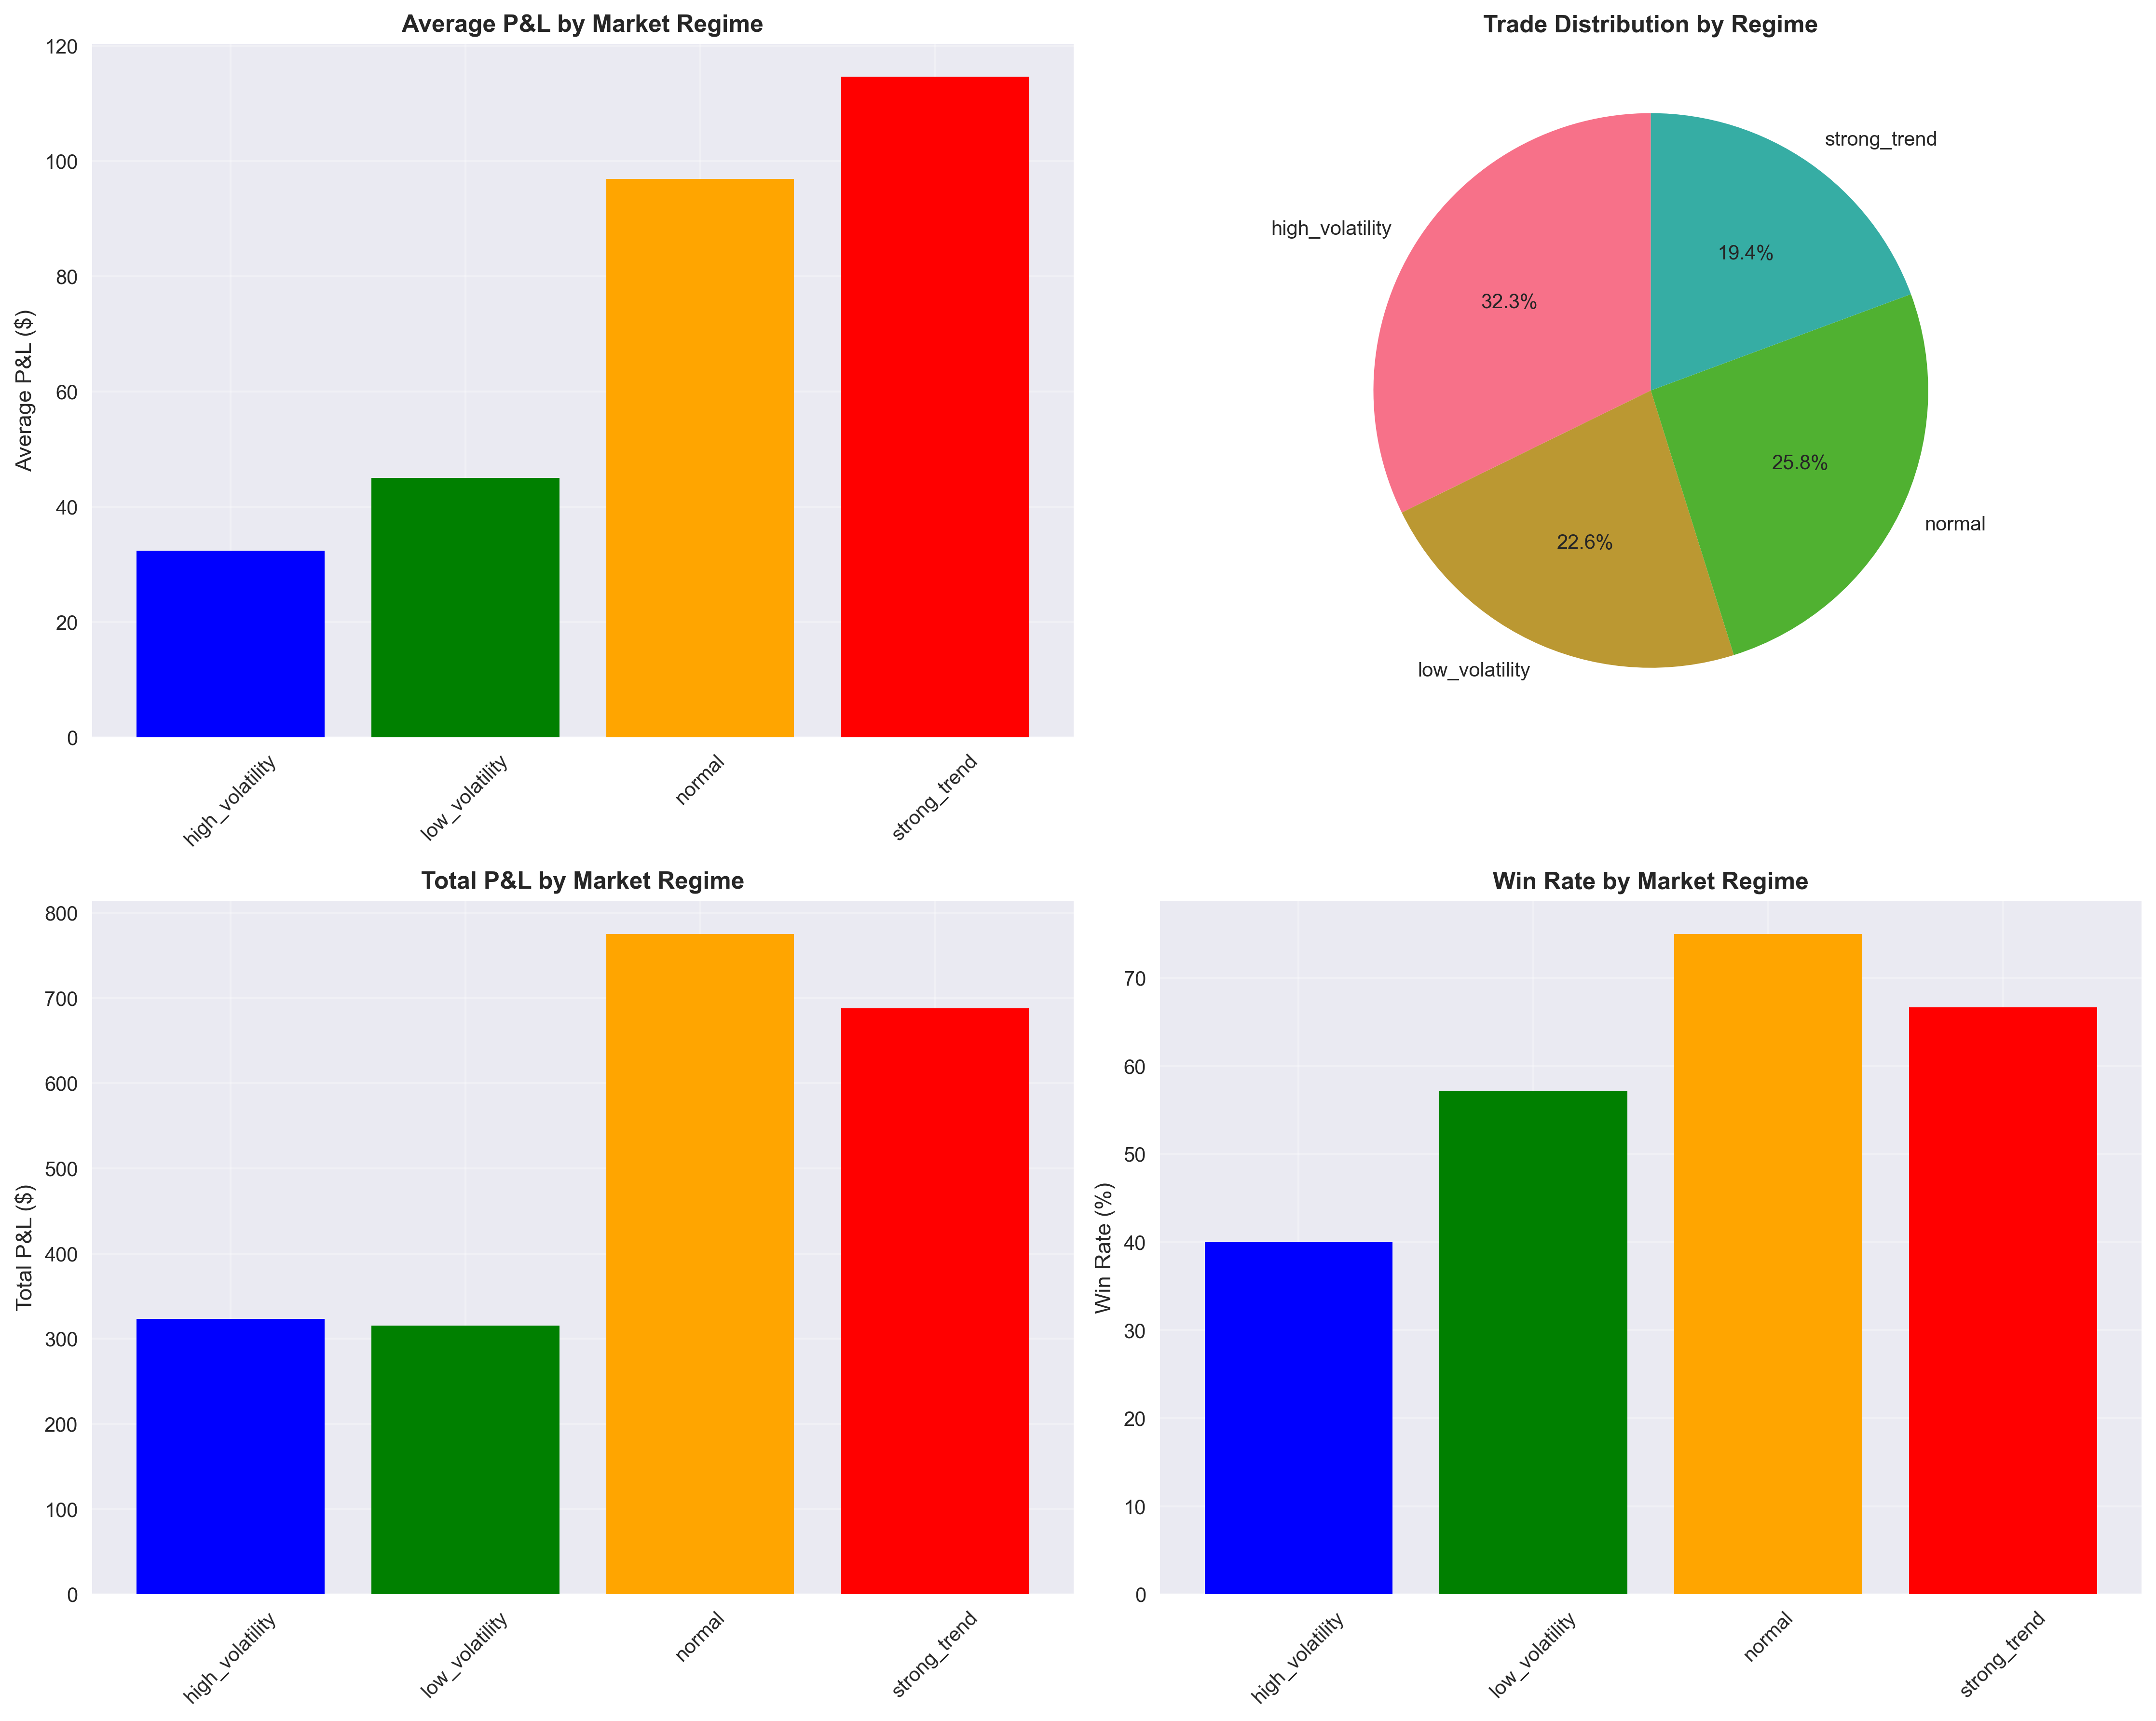 Average P&L by Market Regime
Average P&L ($)
120
100
80
60
40
20
0
high_volatility
low_volatility
normal
strong_trend
Trade Distribution by Regime
strong_trend
high_volatility
19.4%
32.3%
25.8%
normal
22.6%
low_volatility
Total P&L by Market Regime
Total P&L ($)
800
700
600
500
400
300
200
100
0
high_volatility
low_volatility
normal
strong_trend
Win Rate by Market Regime
Win Rate (%)
70
60
50
40
30
20
10
0
high_volatility
low_volatility
normal
strong_trend